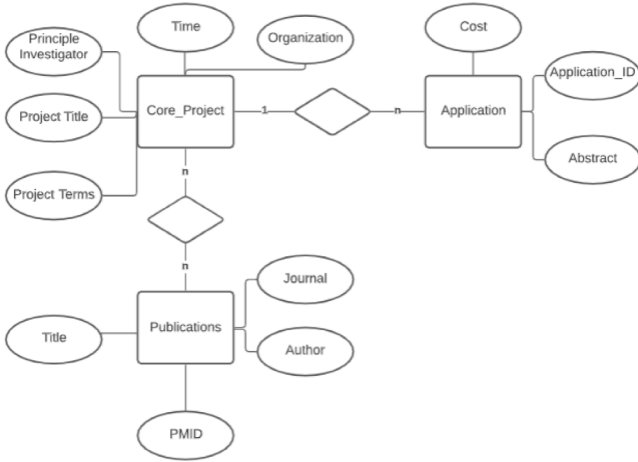 Time
Cost
Principle
Investigator
Organization
Application_ID
Project Title
Core_Project
1
n
Application
Abstract
n
Project Terms
n
Journal
Title
Publications
Author
PMID